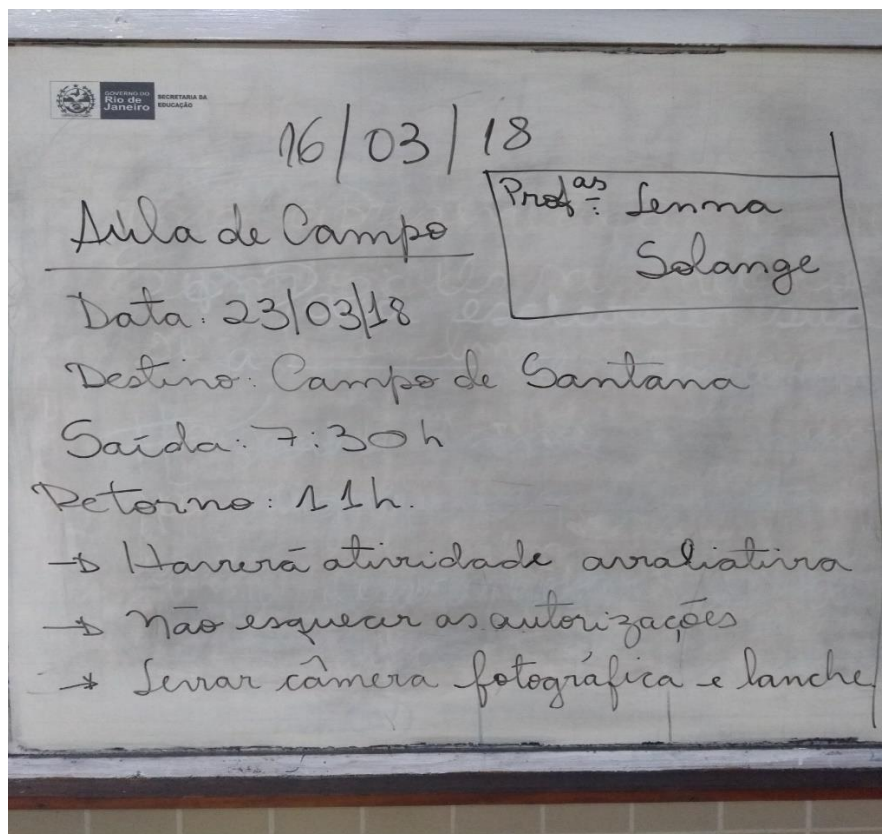 GOVERNO DO
Rio de
Janeiro
SECRETARIA DA
EDUCAÇÃO
16/03/18
Profᵃˢ: Lenna
Solange
Aula de Campo
Data: 23/03/18
Destino: Campo de Santana
Saída: 7:30h
Retorno: 11h.
→ Haverá atividade avaliativa
→ Não esquecer as autorizações
→ Levar câmera fotográfica e lanche